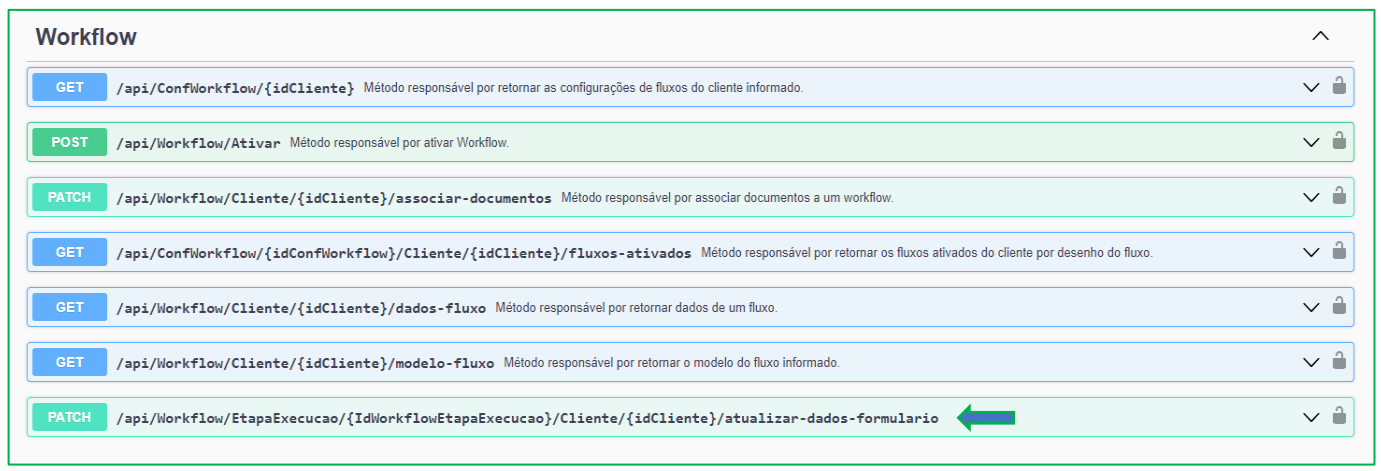 Workflow
GET /api/ConfWorkflow/{idCliente} Método responsável por retornar as configurações de fluxos do cliente informado.
POST /api/Workflow/Ativar Método responsável por ativar Workflow.
PATCH /api/Workflow/Cliente/{idCliente}/associar-documentos Método responsável por associar documentos a um workflow.
GET /api/ConfWorkflow/{idConfWorkflow}/Cliente/{idCliente}/fluxos-ativados Método responsável por retornar os fluxos ativados do cliente por desenho do fluxo.
GET /api/Workflow/Cliente/{idCliente}/dados-fluxo Método responsável por retornar dados de um fluxo.
GET /api/Workflow/Cliente/{idCliente}/modelo-fluxo Método responsável por retornar o modelo do fluxo informado.
PATCH /api/Workflow/EtapaExecucao/{IdWorkflowEtapaExecucao}/Cliente/{idCliente}/atualizar-dados-formulario